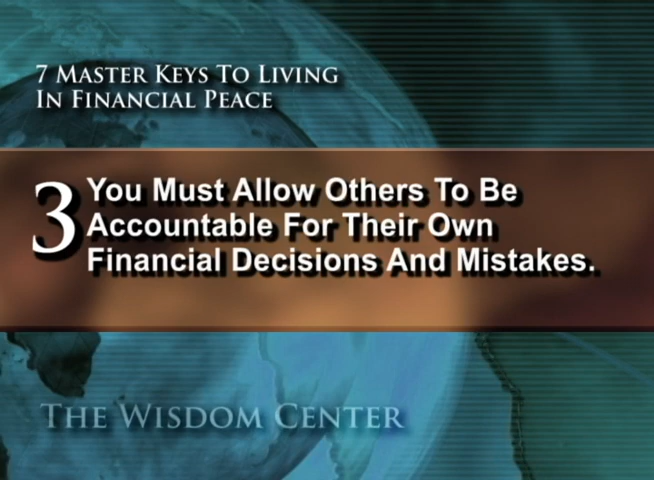 7 Master Keys To Living
In Financial Peace
3 You Must Allow Others To Be
Accountable For Their Own
Financial Decisions And Mistakes.
The Wisdom Center